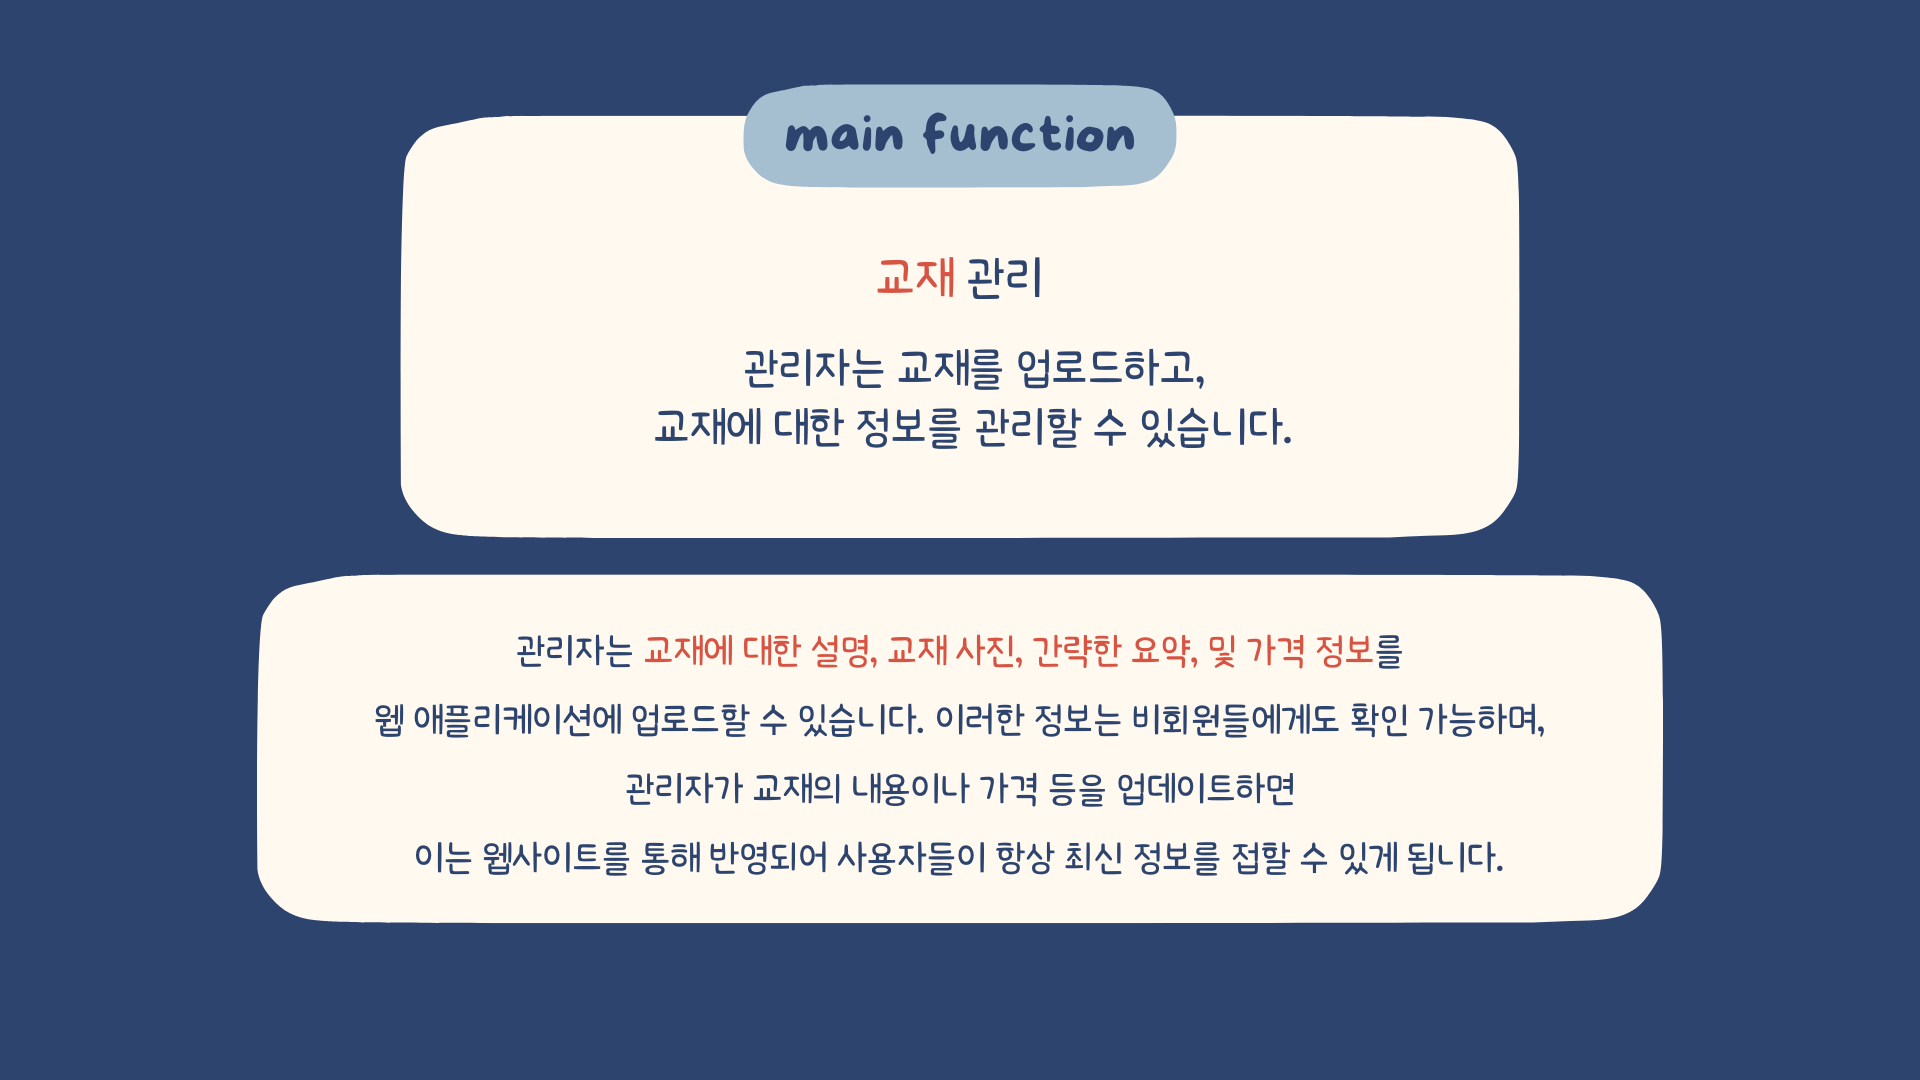 main function
교재 관리
관리자는 교재를 업로드하고,
교재에 대한 정보를 관리할 수 있습니다.
관리자는 교재에 대한 설명, 교재 사진, 간략한 요약, 및 가격 정보를
웹 애플리케이션에 업로드할 수 있습니다. 이러한 정보는 비회원들에게도 확인 가능하며,
관리자가 교재의 내용이나 가격 등을 업데이트하면
이는 웹사이트를 통해 반영되어 사용자들이 항상 최신 정보를 접할 수 있게 됩니다.